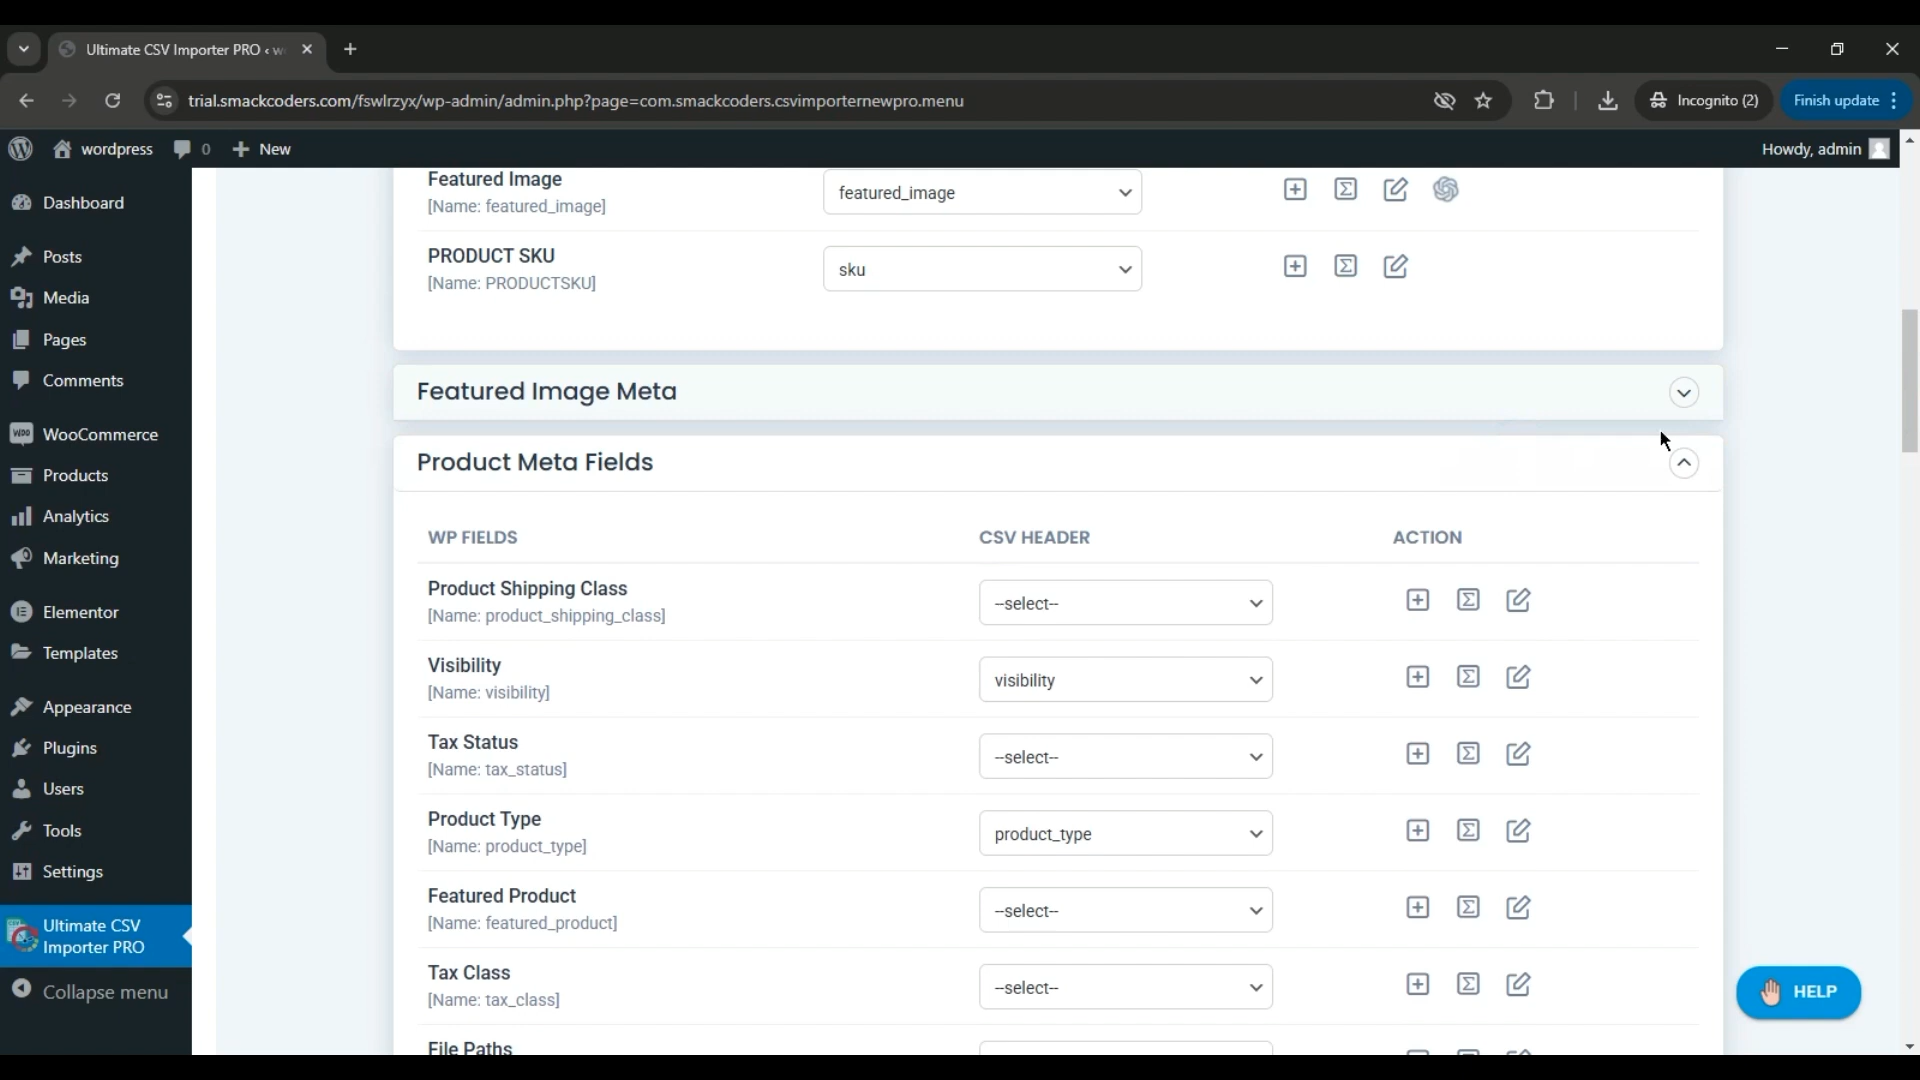 Ultimate CSV Importer PRO ‹ w
trial.smackcoders.com/fswlrzyx/wp-admin/admin.php?page=com.smackcoders.csvimporternewpro.menu
Incognito (2)
Finish update
wordpress
0
New
Howdy, admin
Dashboard
Posts
Media
Pages
Comments
WooCommerce
Products
Analytics
Marketing
Elementor
Templates
Appearance
Plugins
Users
Tools
Settings
Ultimate CSV
Importer PRO
Collapse menu
Featured Image
[Name: featured_image]
featured_image
PRODUCT SKU
[Name: PRODUCTSKU]
sku
Featured Image Meta
Product Meta Fields
WP FIELDS
CSV HEADER
ACTION
Product Shipping Class
[Name: product_shipping_class]
--select--
Visibility
[Name: visibility]
visibility
Tax Status
[Name: tax_status]
--select--
Product Type
[Name: product_type]
product_type
Featured Product
[Name: featured_product]
--select--
Tax Class
[Name: tax_class]
--select--
File Paths
HELP